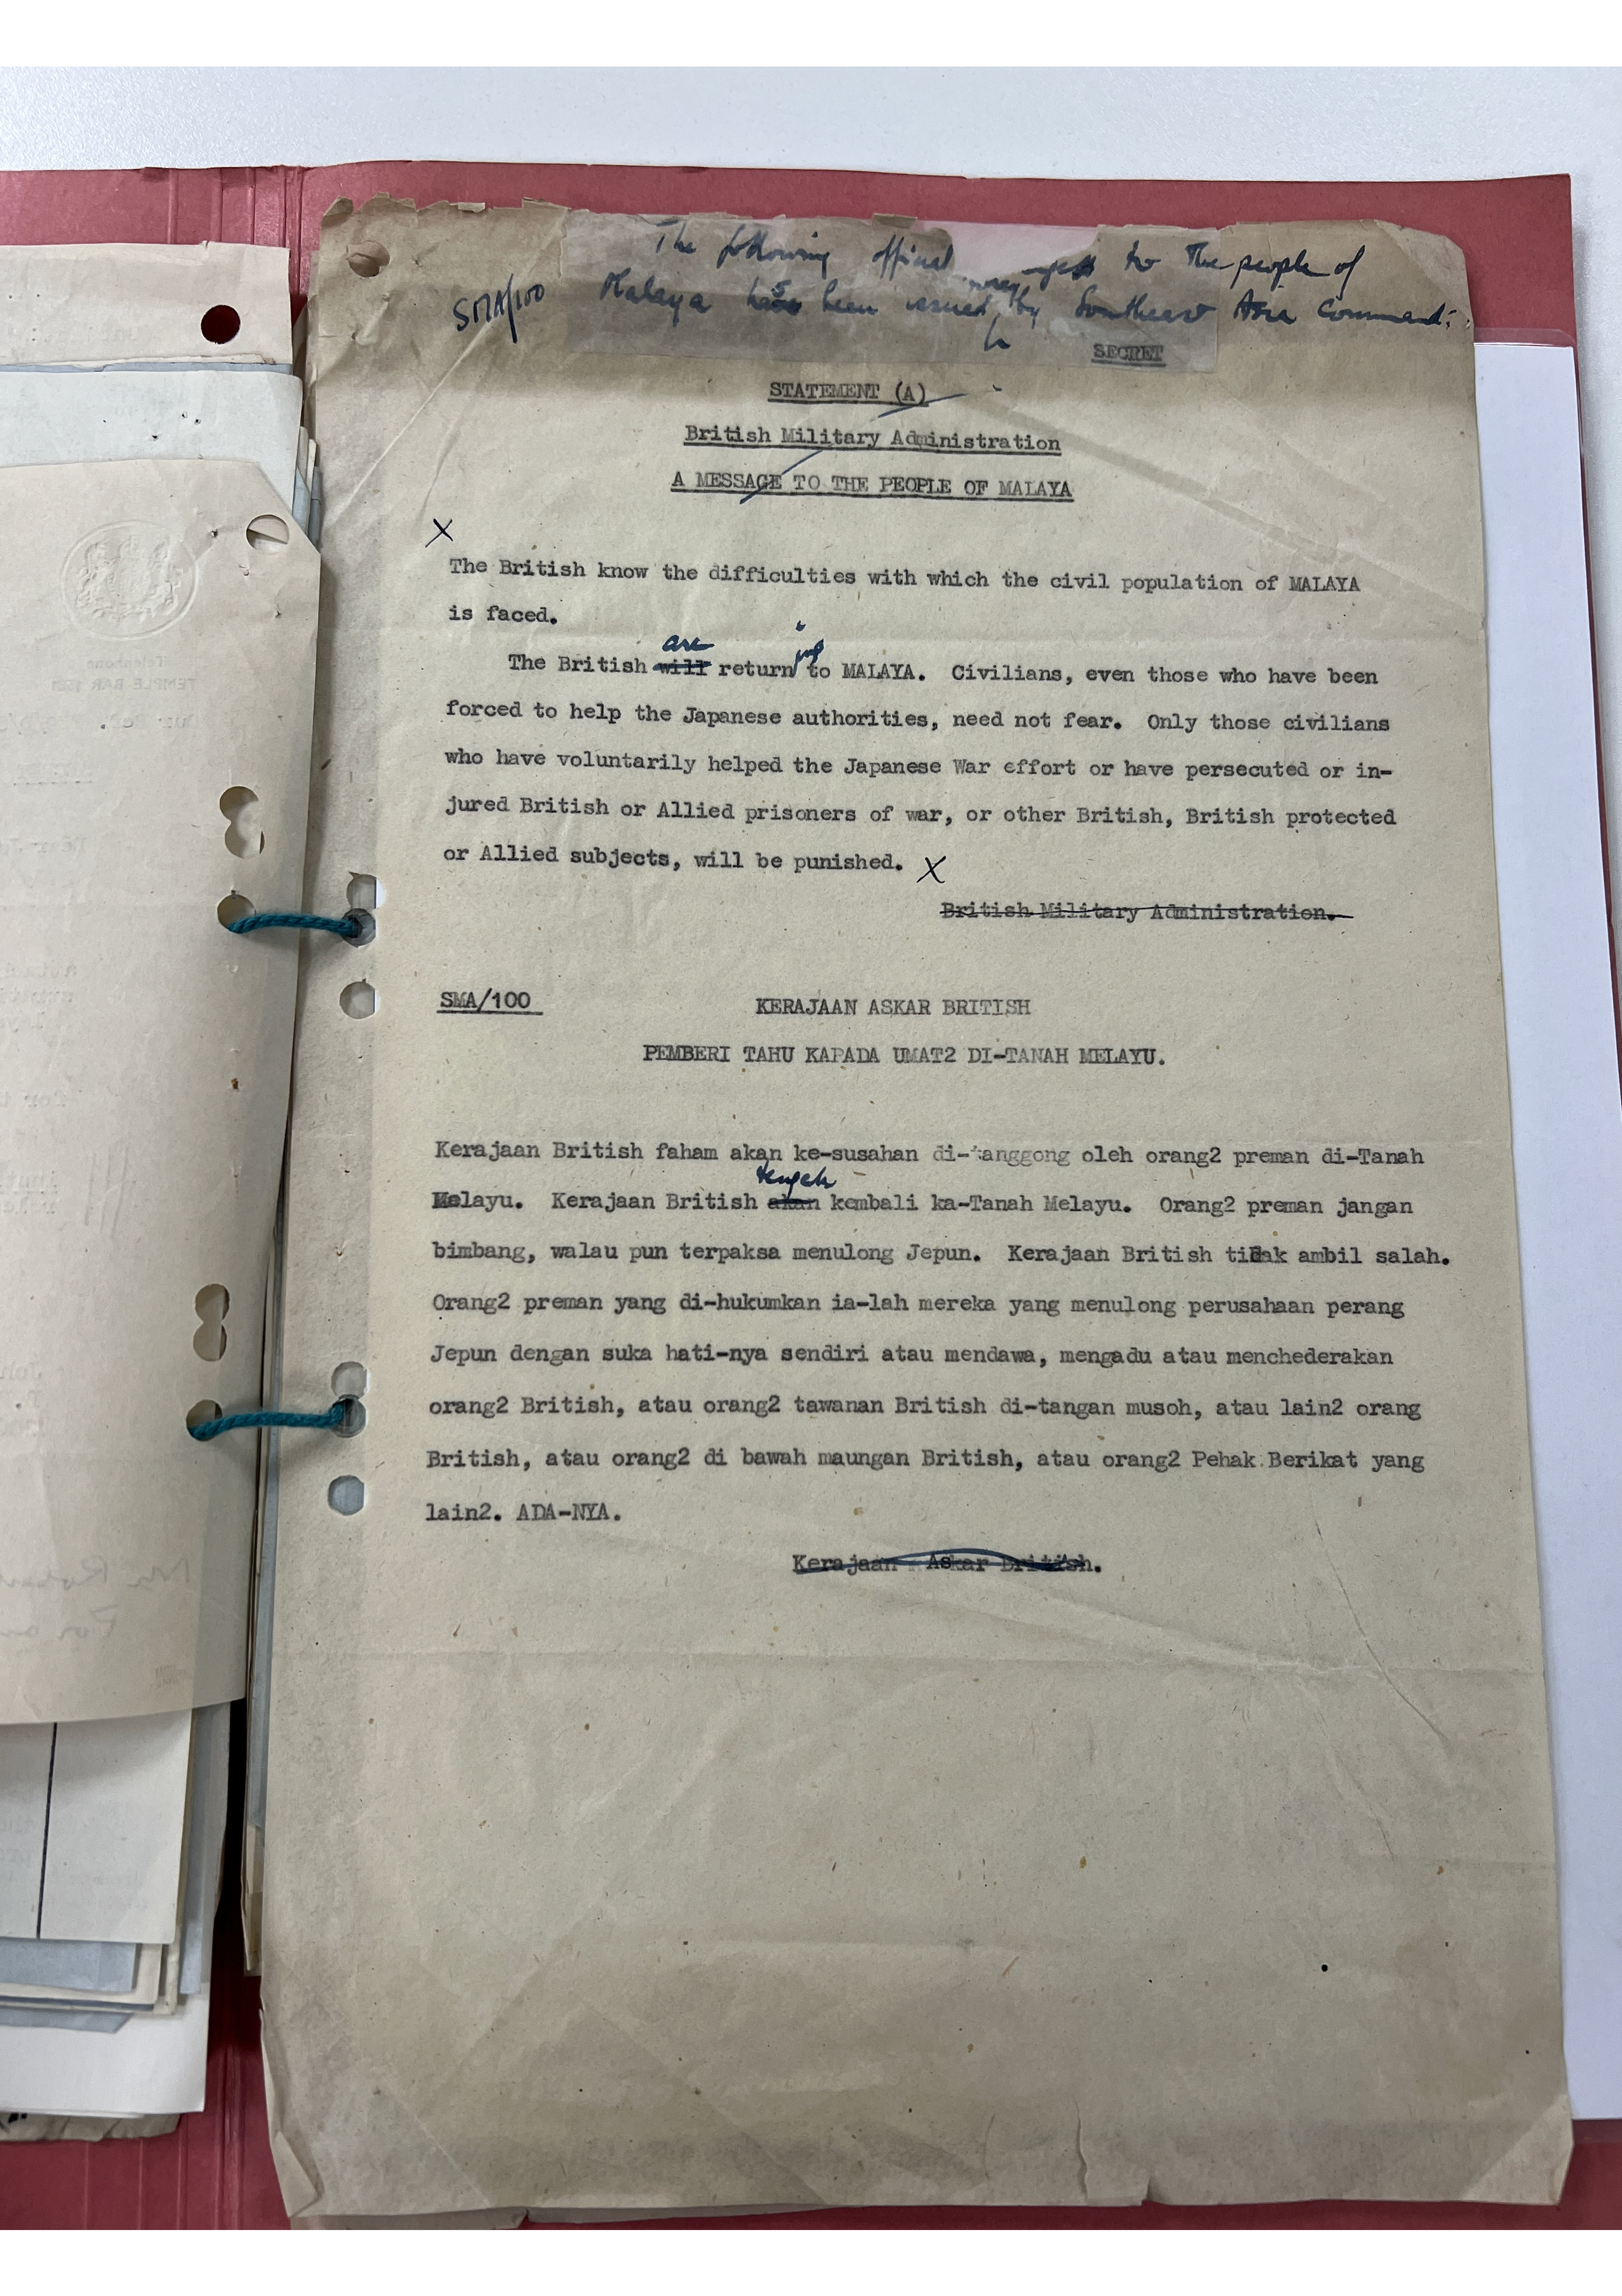 The following official message to the people of
SMA/100 Malaya has been issued by Southeast Asia Command:
SECRET
STATEMENT (A)
British Military Administration
A MESSAGE TO THE PEOPLE OF MALAYA
X
The British know the difficulties with which the civil population of MALAYA
is faced.
are ing
The British will return to MALAYA. Civilians, even those who have been
forced to help the Japanese authorities, need not fear. Only those civilians
who have voluntarily helped the Japanese War effort or have persecuted or in-
jured British or Allied prisoners of war, or other British, British protected
or Allied subjects, will be punished. X
British Military Administration.
SMA/100 KERAJAAN ASKAR BRITISH
PEMBERI TAHU KAPADA UMAT2 DI-TANAH MELAYU.
Kerajaan British faham akan ke-susahan di-tanggong oleh orang2 preman di-Tanah
tengah
Melayu. Kerajaan British akan kembali ka-Tanah Melayu. Orang2 preman jangan
bimbang, walau pun terpaksa menulong Jepun. Kerajaan British tidak ambil salah.
Orang2 preman yang di-hukumkan ia-lah mereka yang menulong perusahaan perang
Jepun dengan suka hati-nya sendiri atau mendawa, mengadu atau menchederakan
orang2 British, atau orang2 tawanan British di-tangan musoh, atau lain2 orang
British, atau orang2 di bawah maungan British, atau orang2 Pehak Berikat yang
lain2. ADA-NYA.
Kerajaan Askar British.